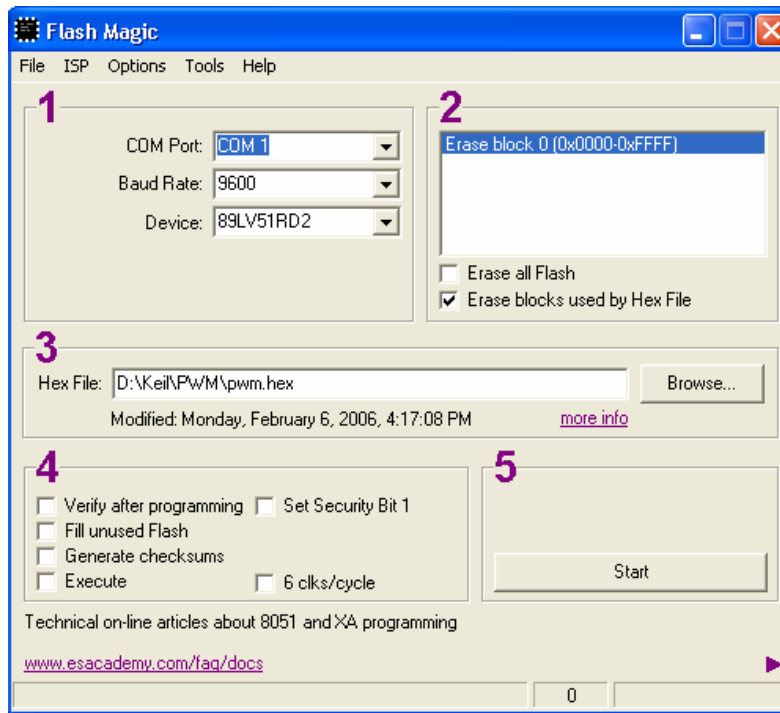 Flash Magic
File ISP Options Tools Help
1
COM Port: COM 1
Baud Rate: 9600
Device: 89LV51RD2
2
Erase block 0 (0x0000-0xFFFF)
Erase all Flash
Erase blocks used by Hex File
3
Hex File: D:\Keil\PWM\pwm.hex Browse...
Modified: Monday, February 6, 2006, 4:17:08 PM more info
4
Verify after programming Set Security Bit 1
Fill unused Flash
Generate checksums
Execute 6 clks/cycle
5
Start
Technical on-line articles about 8051 and XA programming
www.esacademy.com/faq/docs
0